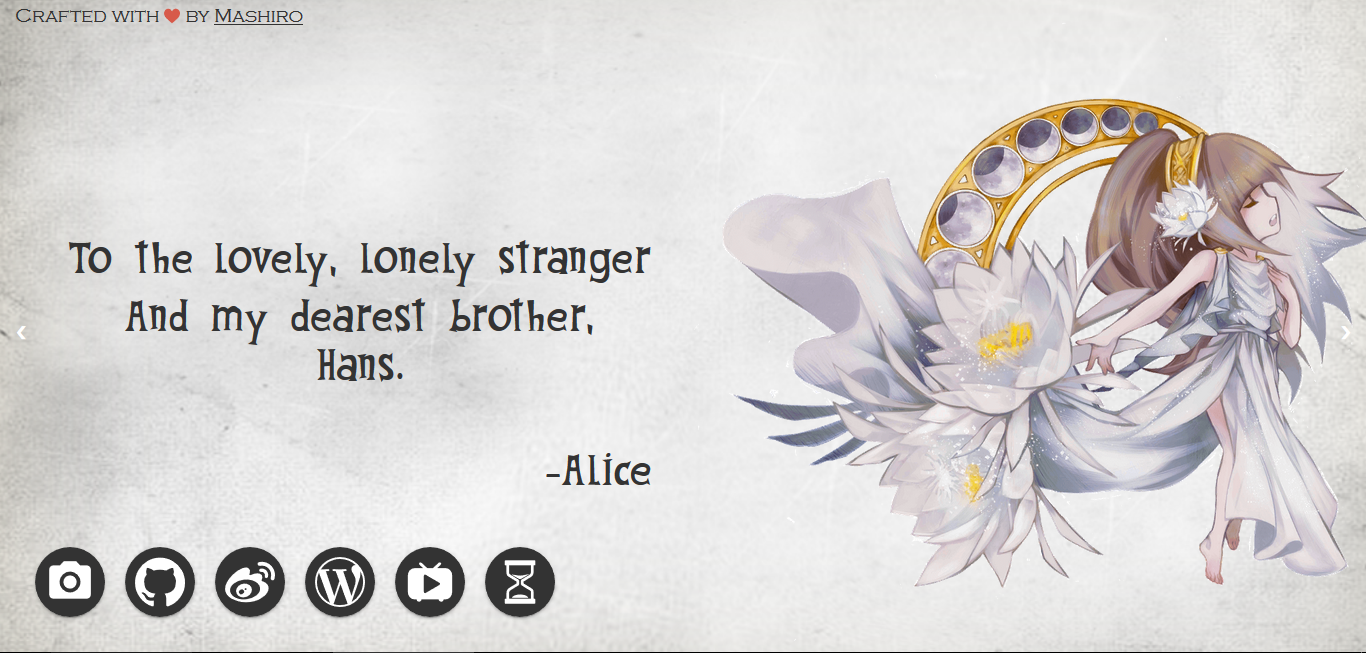 Crafted with ❤ by Mashiro
To the lovely, lonely stranger
And my dearest brother,
Hans.
-Alice